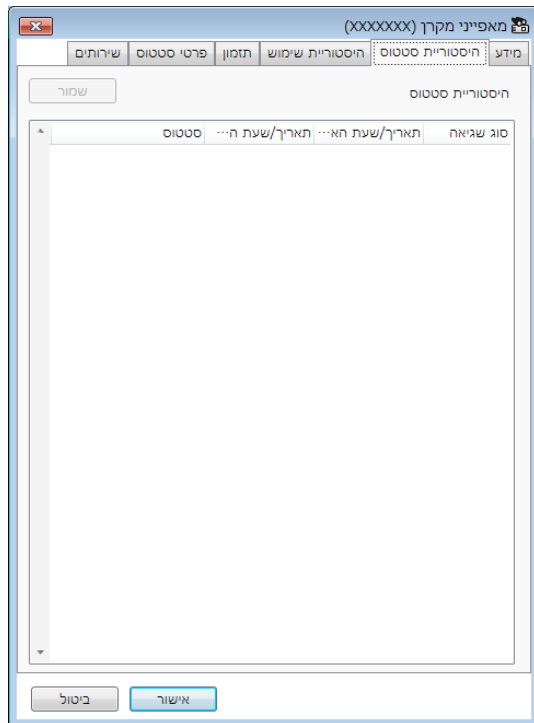 מאפייני מקרן (XXXXXXX)
מידע היסטוריית סטטוס היסטוריית שימוש תזמון פרטי סטטוס שירותים
היסטוריית סטטוס שמור
סוג שגיאה תאריך/שעת הא... תאריך/שעת ה... סטטוס
אישור ביטול